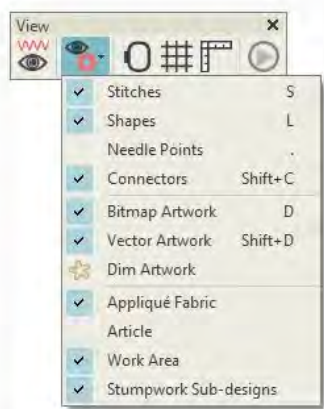 View
Stitches S
Shapes L
Needle Points .
Connectors Shift+C
Bitmap Artwork D
Vector Artwork Shift+D
Dim Artwork
Appliqué Fabric
Article
Work Area
Stumpwork Sub-designs